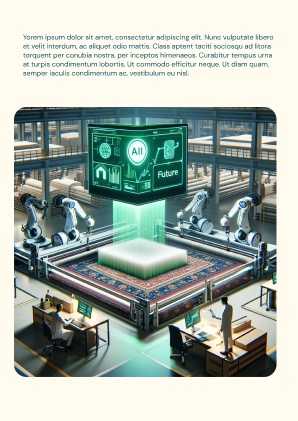 Yorem ipsum dolor sit amet, consectetur adipiscing elit. Nunc vulputate libero
et velit interdum, ac aliquet odio mattis. Class aptent taciti sociosqu ad litora
torquent per conubia nostra, per inceptos himenaeos. Curabitur tempus urna
at turpis condimentum lobortis. Ut commodo efficitur neque. Ut diam quam,
semper iaculis condimentum ac, vestibulum eu nisl.
All
Future